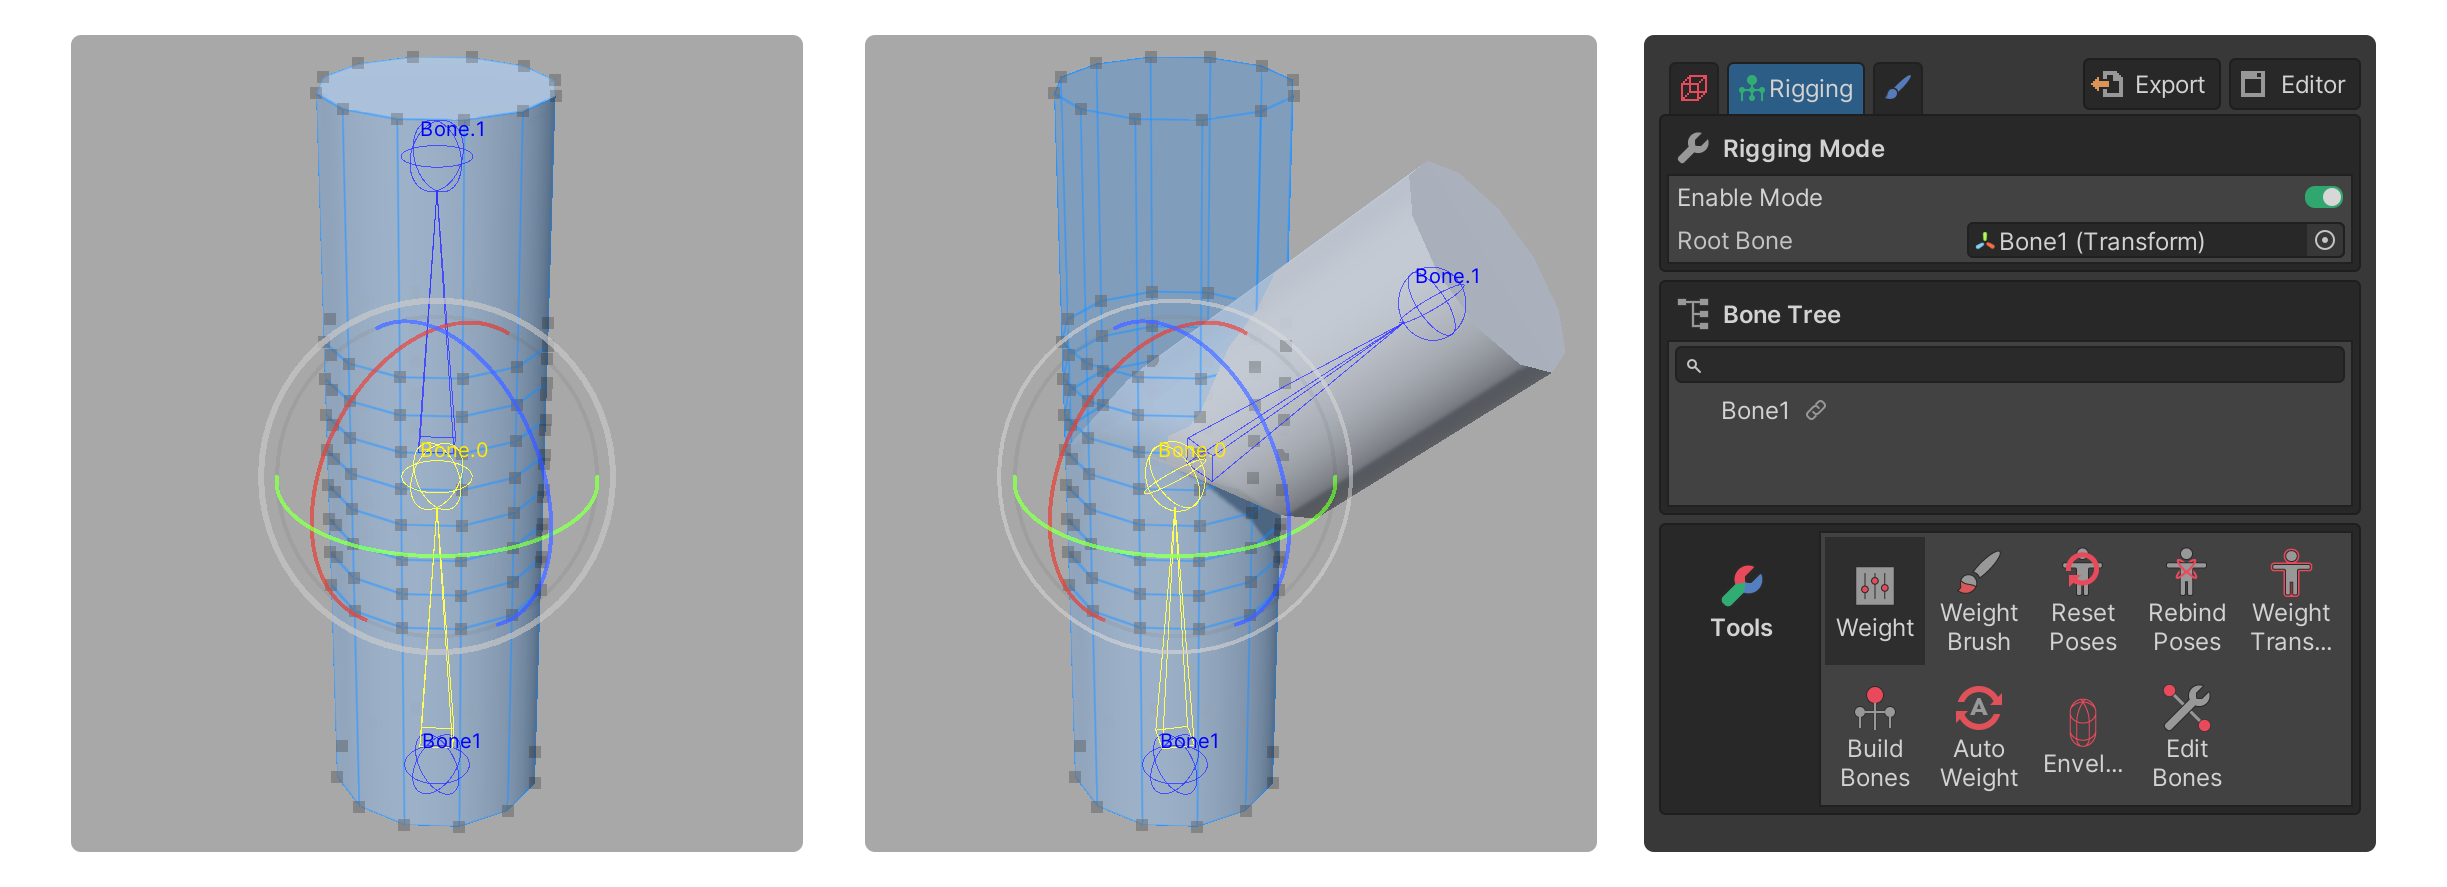 Bone.1
Bone.0
Bone1
Bone.1
Bone.0
Bone1
Rigging
Export
Editor
Rigging Mode
Enable Mode
Root Bone
Bone1 (Transform)
Bone Tree
Bone1
Tools
Weight
Weight
Brush
Reset
Poses
Rebind
Poses
Weight
Trans...
Build
Bones
Auto
Weight
Envel...
Edit
Bones